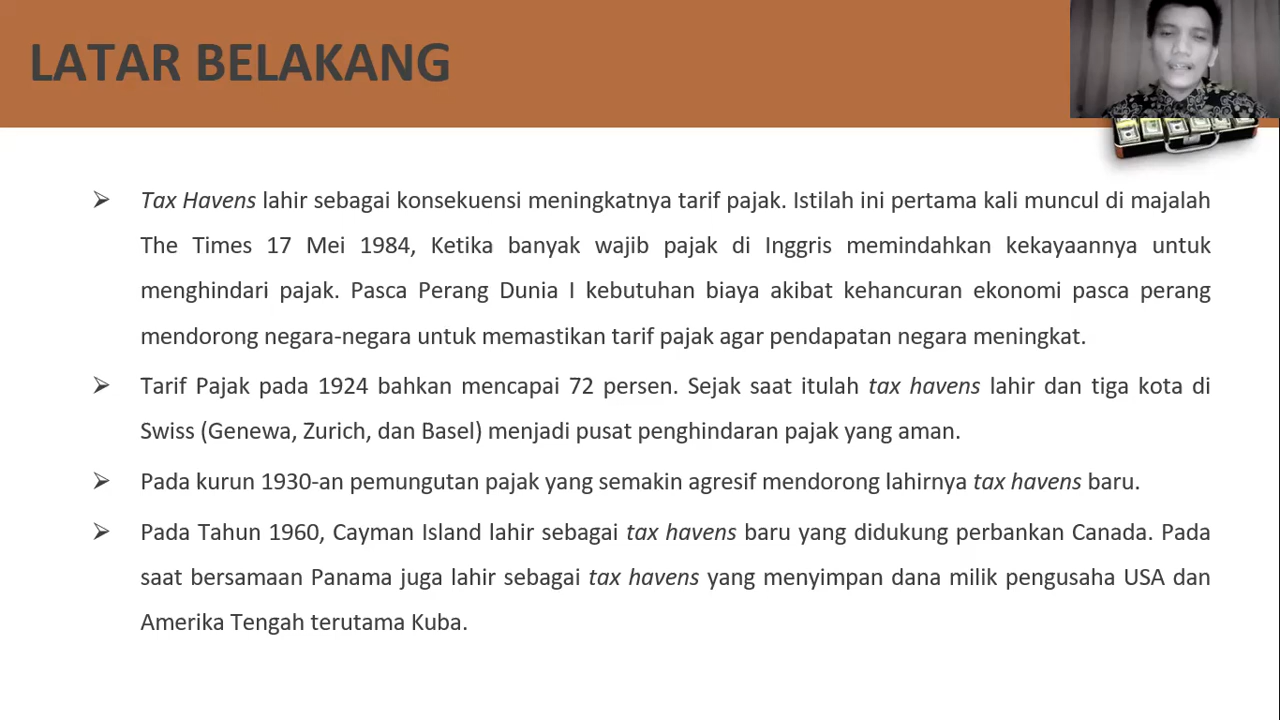 LATAR BELAKANG
➢ Tax Havens lahir sebagai konsekuensi meningkatnya tarif pajak. Istilah ini pertama kali muncul di majalah
The Times 17 Mei 1984, Ketika banyak wajib pajak di Inggris memindahkan kekayaannya untuk
menghindari pajak. Pasca Perang Dunia I kebutuhan biaya akibat kehancuran ekonomi pasca perang
mendorong negara-negara untuk memastikan tarif pajak agar pendapatan negara meningkat.
➢ Tarif Pajak pada 1924 bahkan mencapai 72 persen. Sejak saat itulah tax havens lahir dan tiga kota di
Swiss (Genewa, Zurich, dan Basel) menjadi pusat penghindaran pajak yang aman.
➢ Pada kurun 1930-an pemungutan pajak yang semakin agresif mendorong lahirnya tax havens baru.
➢ Pada Tahun 1960, Cayman Island lahir sebagai tax havens baru yang didukung perbankan Canada. Pada
saat bersamaan Panama juga lahir sebagai tax havens yang menyimpan dana milik pengusaha USA dan
Amerika Tengah terutama Kuba.